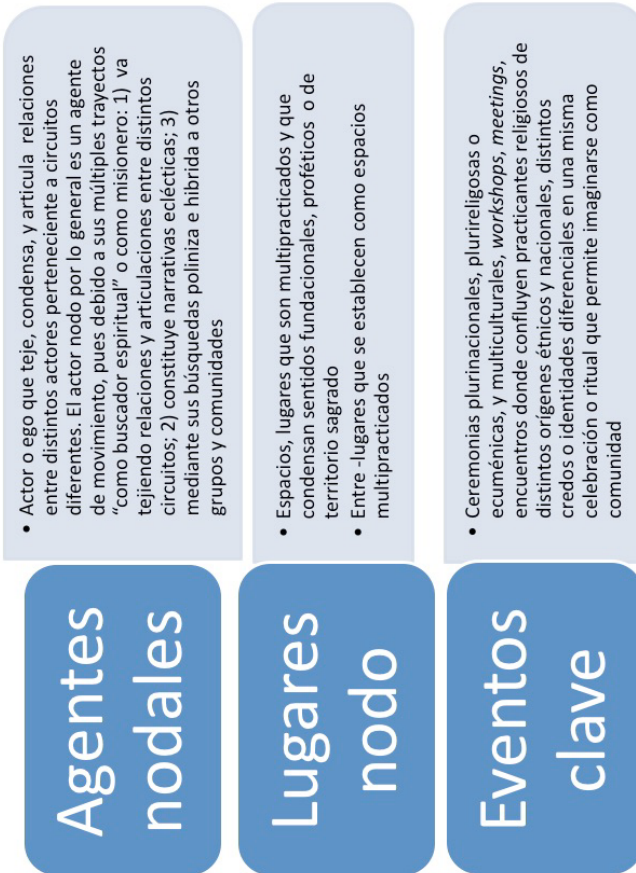 Agentes
nodales
• Actor o ego que teje, condensa, y articula relaciones
entre distintos actores perteneciente a circuitos
diferentes. El actor nodo por lo general es un agente
de movimiento, pues debido a sus múltiples trayectos
“como buscador espiritual” o como misionero: 1) va
tejiendo relaciones y articulaciones entre distintos
circuitos; 2) constituye narrativas eclécticas; 3)
mediante sus búsquedas poliniza e hibrida a otros
grupos y comunidades
Lugares
nodo
• Espacios, lugares que son multipracticados y que
condensan sentidos fundacionales, proféticos o de
territorio sagrado
• Entre -lugares que se establecen como espacios
multipracticados
Eventos
clave
• Ceremonias plurinacionales, plurireligosas o
ecuménicas, y multiculturales, workshops, meetings,
encuentros donde confluyen practicantes religiosos de
distintos orígenes étnicos y nacionales, distintos
credos o identidades diferenciales en una misma
celebración o ritual que permite imaginarse como
comunidad